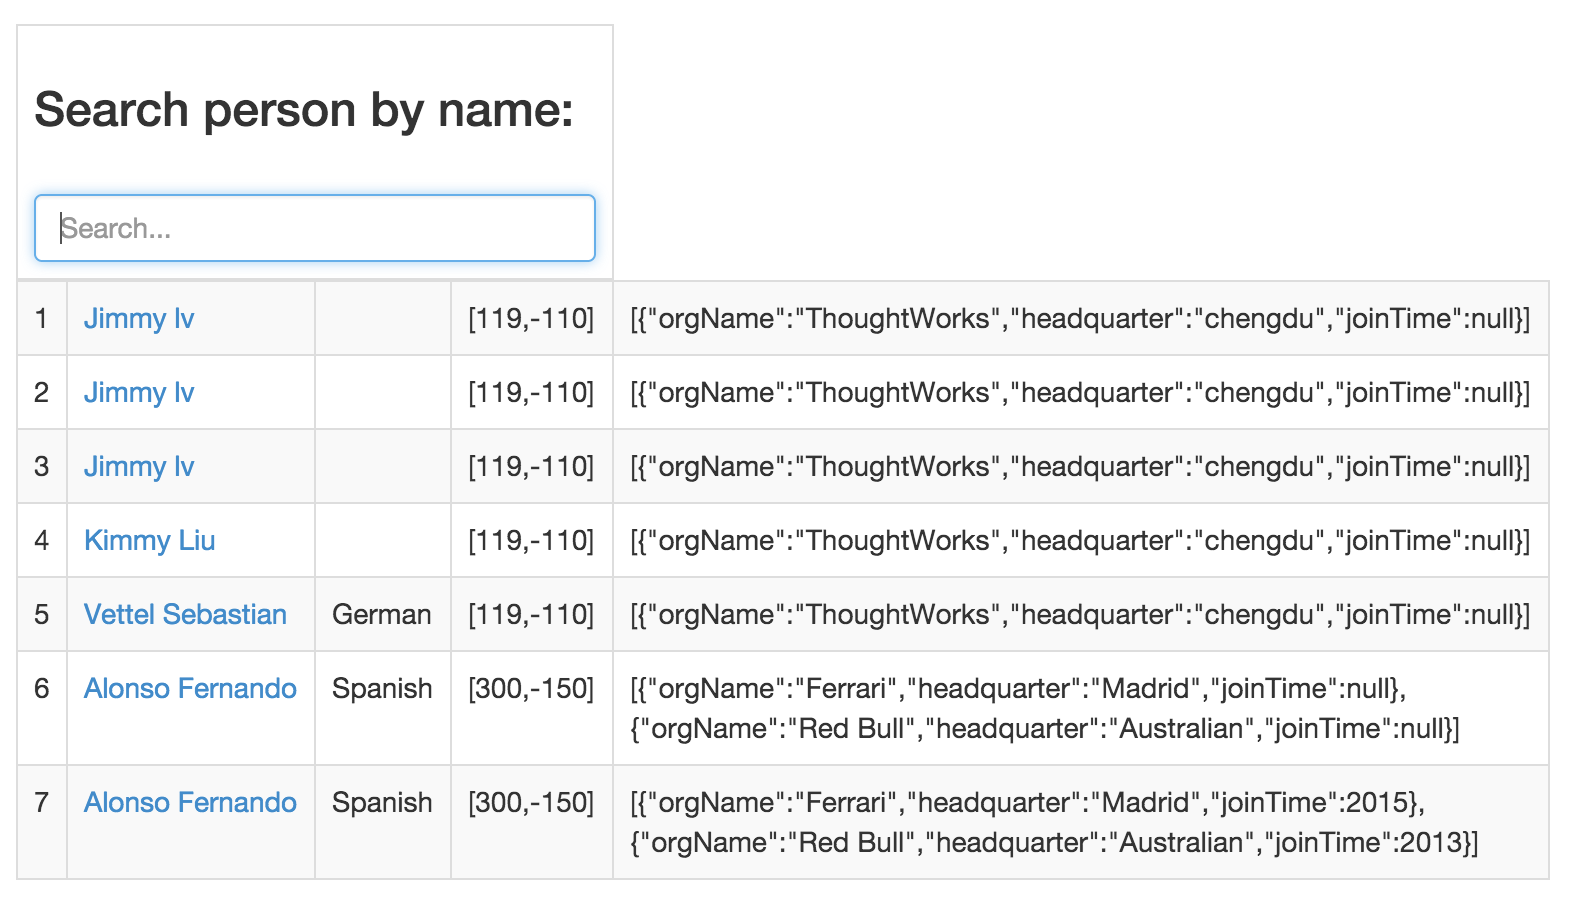 Search person by name:
Search...
1 Jimmy lv [119,-110] [{"orgName":"ThoughtWorks","headquarter":"chengdu","joinTime":null}]
2 Jimmy lv [119,-110] [{"orgName":"ThoughtWorks","headquarter":"chengdu","joinTime":null}]
3 Jimmy lv [119,-110] [{"orgName":"ThoughtWorks","headquarter":"chengdu","joinTime":null}]
4 Kimmy Liu [119,-110] [{"orgName":"ThoughtWorks","headquarter":"chengdu","joinTime":null}]
5 Vettel Sebastian German [119,-110] [{"orgName":"ThoughtWorks","headquarter":"chengdu","joinTime":null}]
6 Alonso Fernando Spanish [300,-150] [{"orgName":"Ferrari","headquarter":"Madrid","joinTime":null},
{"orgName":"Red Bull","headquarter":"Australian","joinTime":null}]
7 Alonso Fernando Spanish [300,-150] [{"orgName":"Ferrari","headquarter":"Madrid","joinTime":2015},
{"orgName":"Red Bull","headquarter":"Australian","joinTime":2013}]